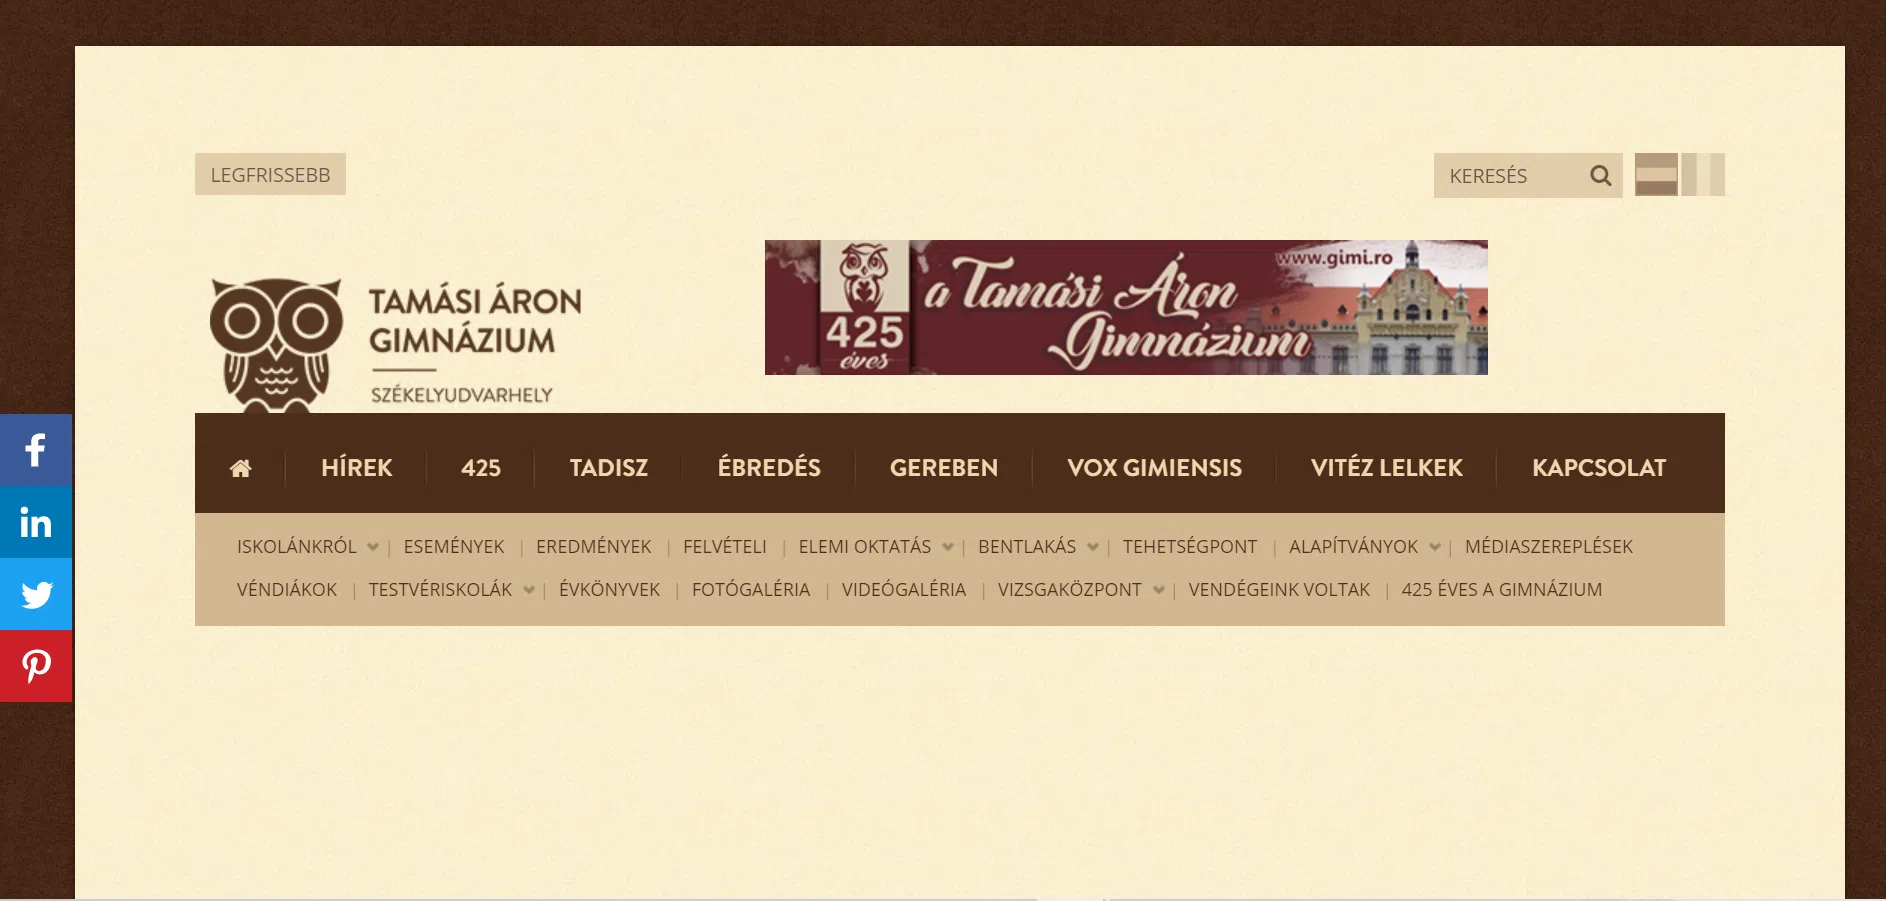 LEGFRISSEBB
KERESÉS
TAMÁSI ÁRON
GIMNÁZIUM
SZÉKELYUDVARHELY
425
éves
a Tamási Áron
Gimnázium
www.gimi.ro
HÍREK 425 TADISZ ÉBREDÉS GEREBEN VOX GIMIENSIS VITÉZ LELKEK KAPCSOLAT
ISKOLÁNKRÓL | ESEMÉNYEK | EREDMÉNYEK | FELVÉTELI | ELEMI OKTATÁS | BENTLAKÁS | TEHETSÉGPONT | ALAPÍTVÁNYOK | MÉDIASZEREPLÉSEK
VÉNDIÁKOK | TESTVÉRISKOLÁK | ÉVKÖNYVEK | FOTÓGALÉRIA | VIDEÓGALÉRIA | VIZSGAKÖZPONT | VENDÉGEINK VOLTAK | 425 ÉVES A GIMNÁZIUM